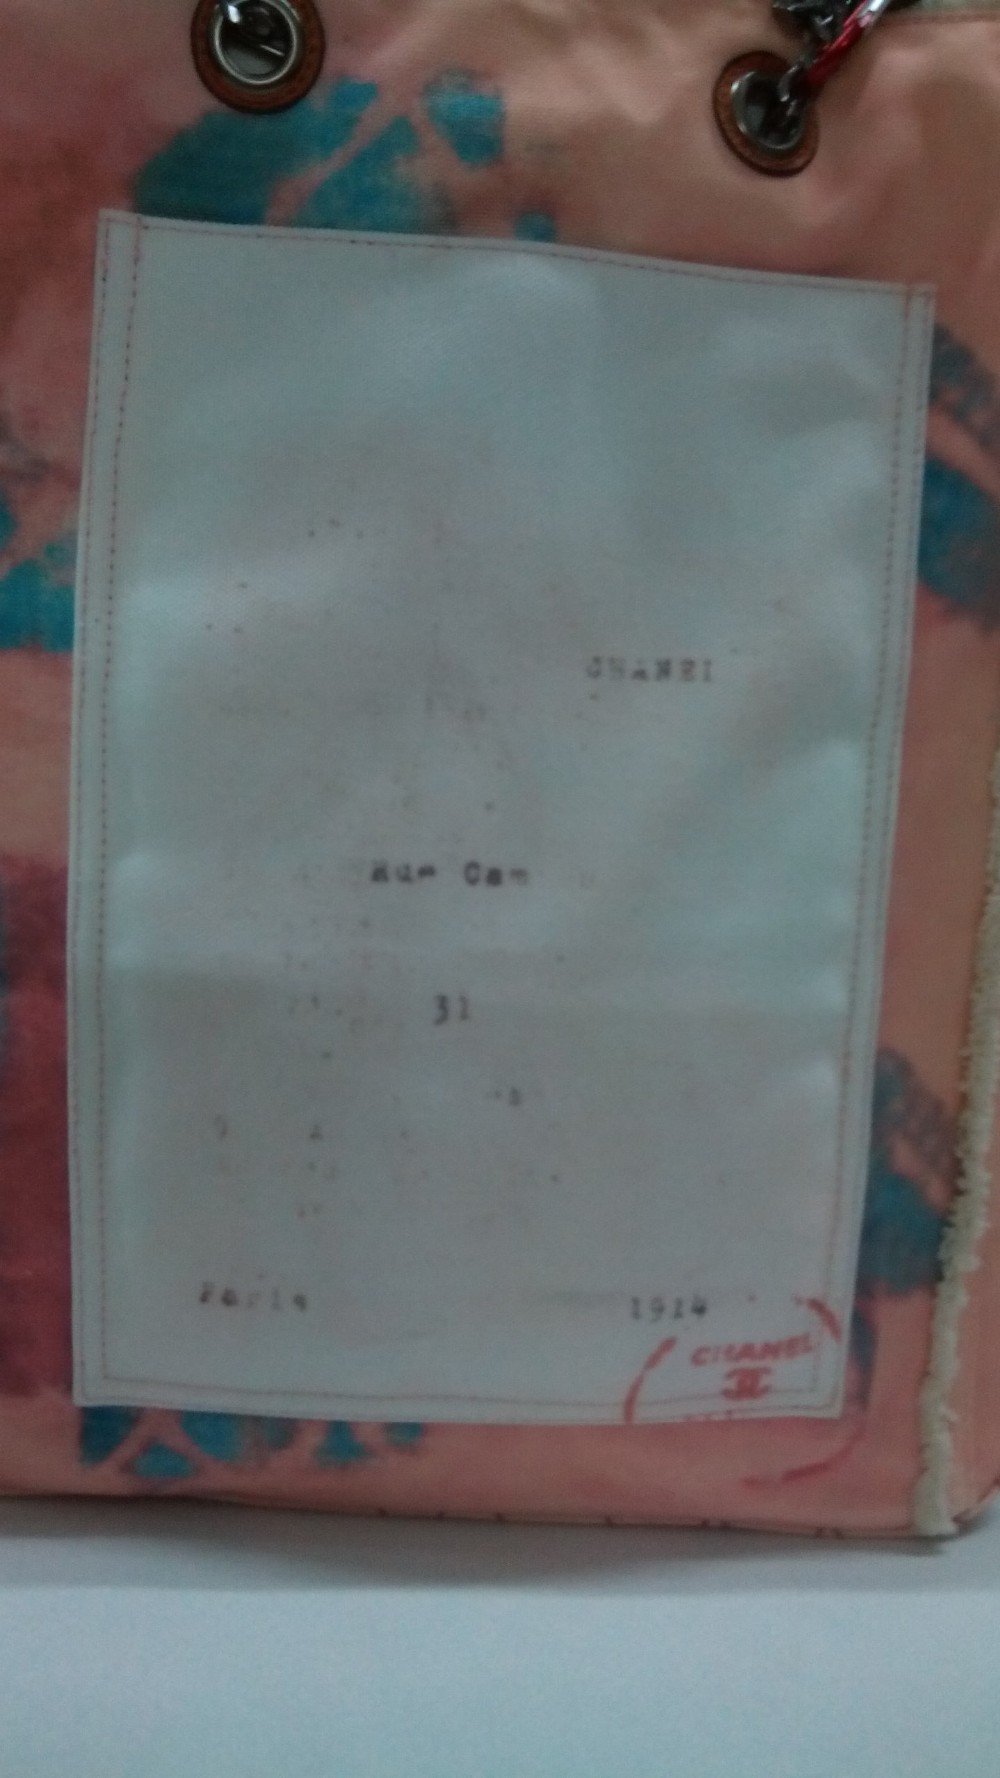 CHANEL
Rue Cam
31
Paris 1914
CHANEL